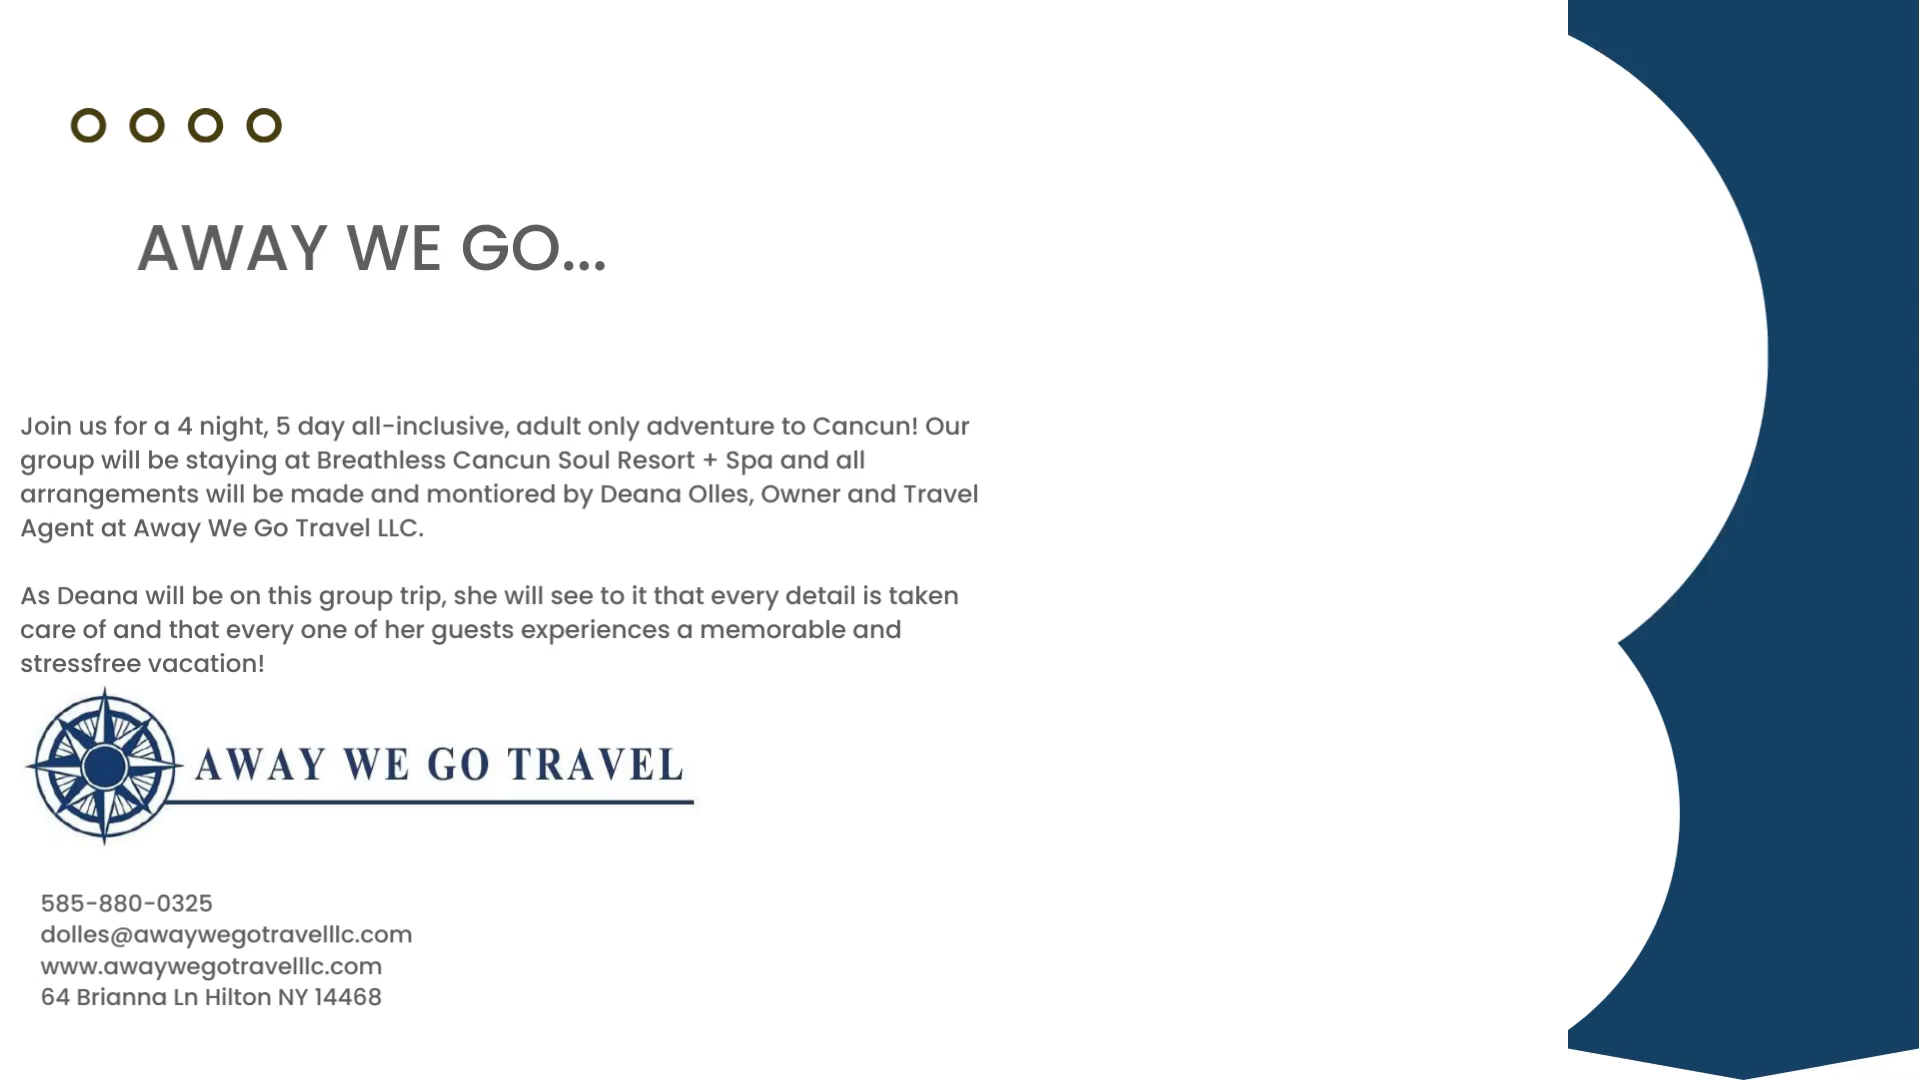 AWAY WE GO...
Join us for a 4 night, 5 day all-inclusive, adult only adventure to Cancun! Our
group will be staying at Breathless Cancun Soul Resort + Spa and all
arrangements will be made and montiored by Deana Olles, Owner and Travel
Agent at Away We Go Travel LLC.
As Deana will be on this group trip, she will see to it that every detail is taken
care of and that every one of her guests experiences a memorable and
stressfree vacation!
AWAY WE GO TRAVEL
585-880-0325
dolles@awaywegotravelllc.com
www.awaywegotravelllc.com
64 Brianna Ln Hilton NY 14468